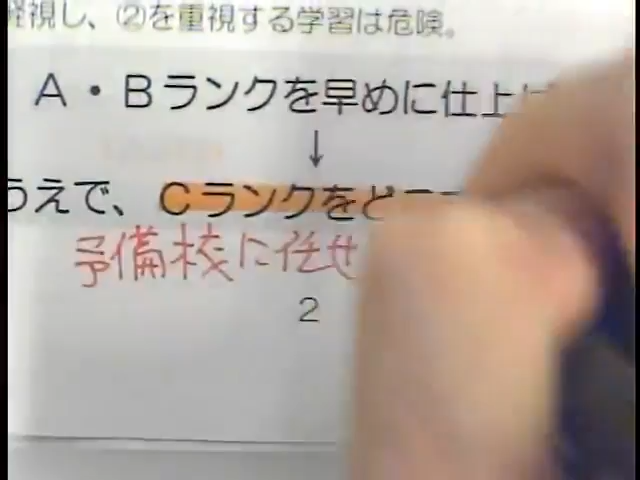 視し、②を重視する学習は危険。
A・Bランクを早めに仕上
↓
うえで、Cランクをど
予備校に任せ
2